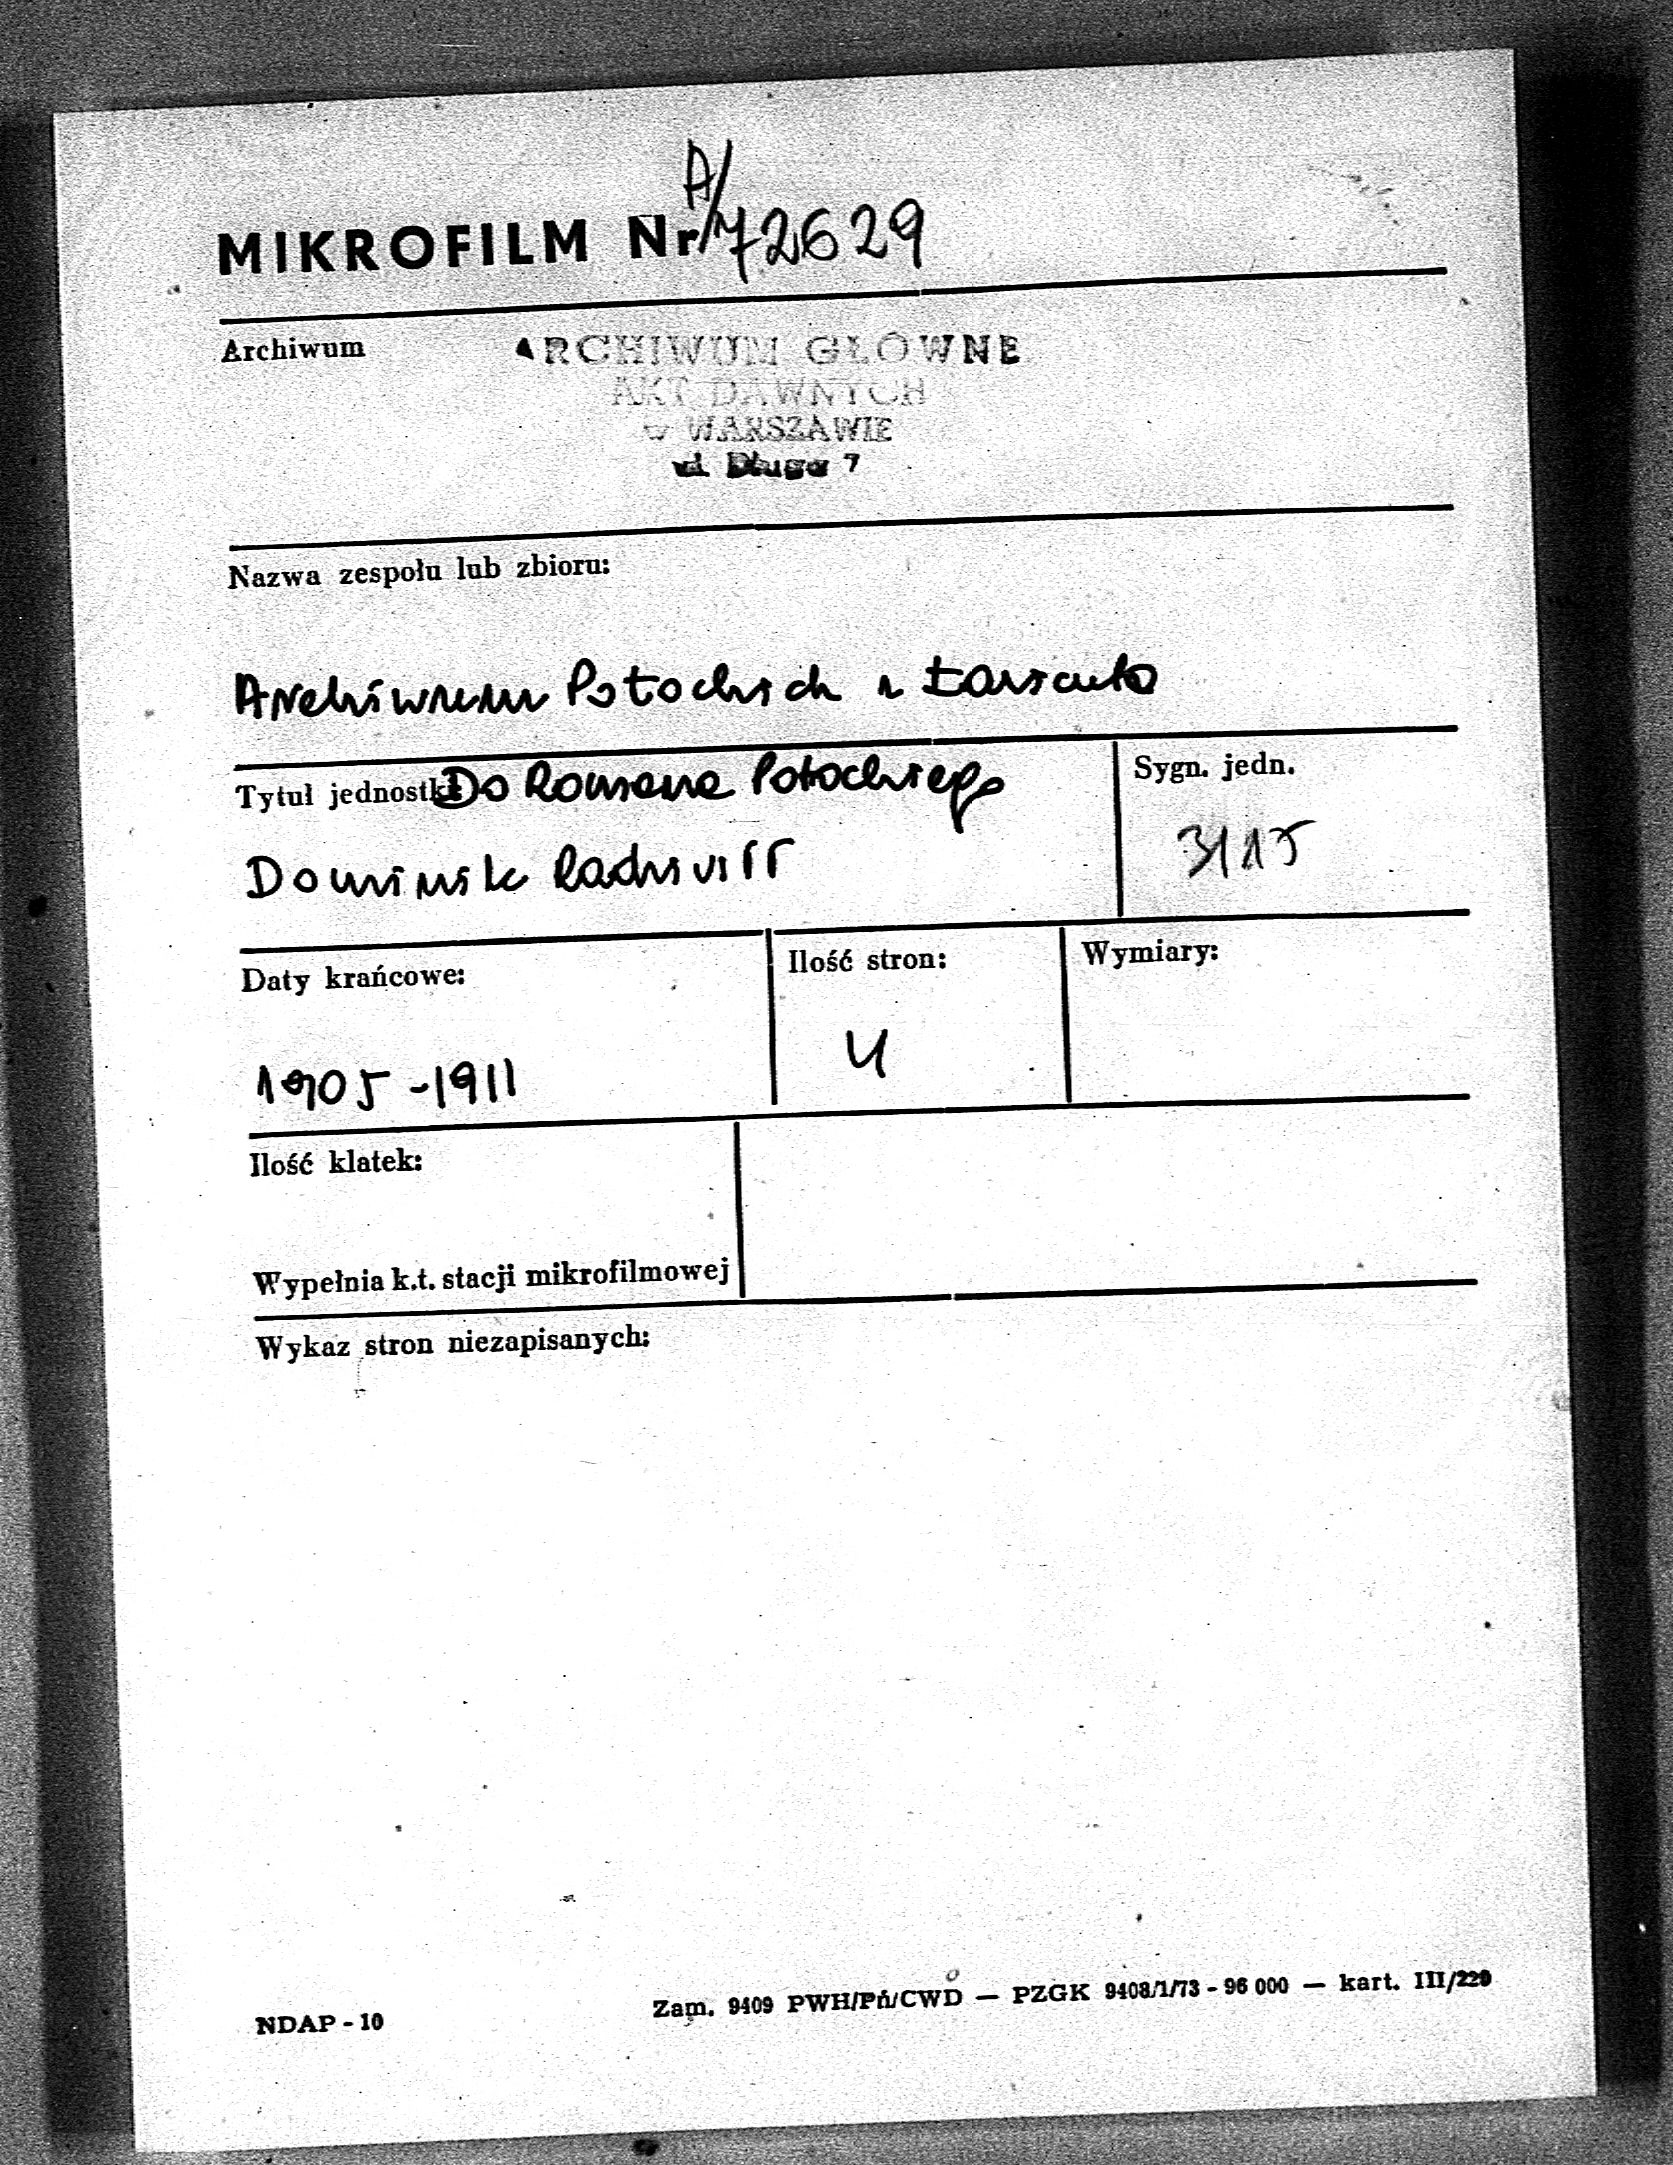 A/
MIKROFILM Nr 72629
Archiwum
ARCHIWUM GŁÓWNE
AKT DAWNYCH
w WARSZAWIE
ul. Długa 7
Nazwa zespołu lub zbioru:
Archiwum Potockich z Łańcuta
Tytuł jednostki Do Romana Potockiego
Sygn. jedn.
Dominik Radziwiłł
3115
Daty krańcowe:
Ilość stron:
Wymiary:
1905-1911
4
Ilość klatek:
Wypełnia k.t. stacji mikrofilmowej
Wykaz stron niezapisanych:
NDAP - 10
Zam. 9409 PWH/Pń/CWD — PZGK 9408/1/73 - 96 000 — kart. III/229